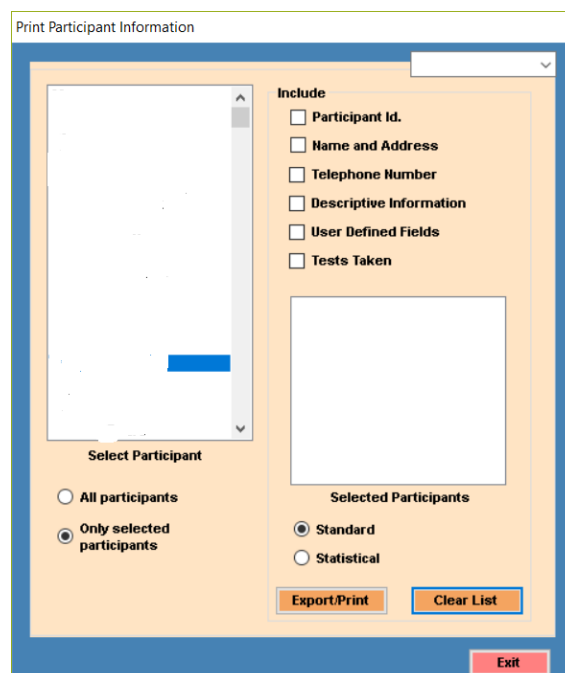 Print Participant Information
Include
Participant Id.
Name and Address
Telephone Number
Descriptive Information
User Defined Fields
Tests Taken
Select Participant
All participants
Only selected
participants
Selected Participants
Standard
Statistical
Export/Print
Clear List
Exit